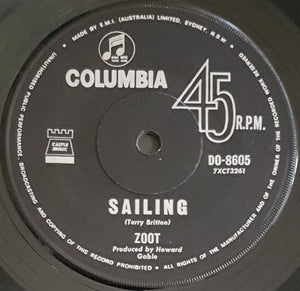 MADE BY E.M.I. (AUSTRALIA) LIMITED, SYDNEY, N.S.W.
COLUMBIA
45
R.P.M.
CASTLE
MUSIC
DO-8605
7XCT3261
SAILING
(Terry Britten)
ZOOT
Produced by Howard
Gable
UNAUTHORISED PUBLIC PERFORMANCE, BROADCASTING AND COPYING OF THIS RECORD PROHIBITED • ALL RIGHTS OF THE MANUFACTURER AND OF THE OWNER OF THE RECORDED WORK RESERVED